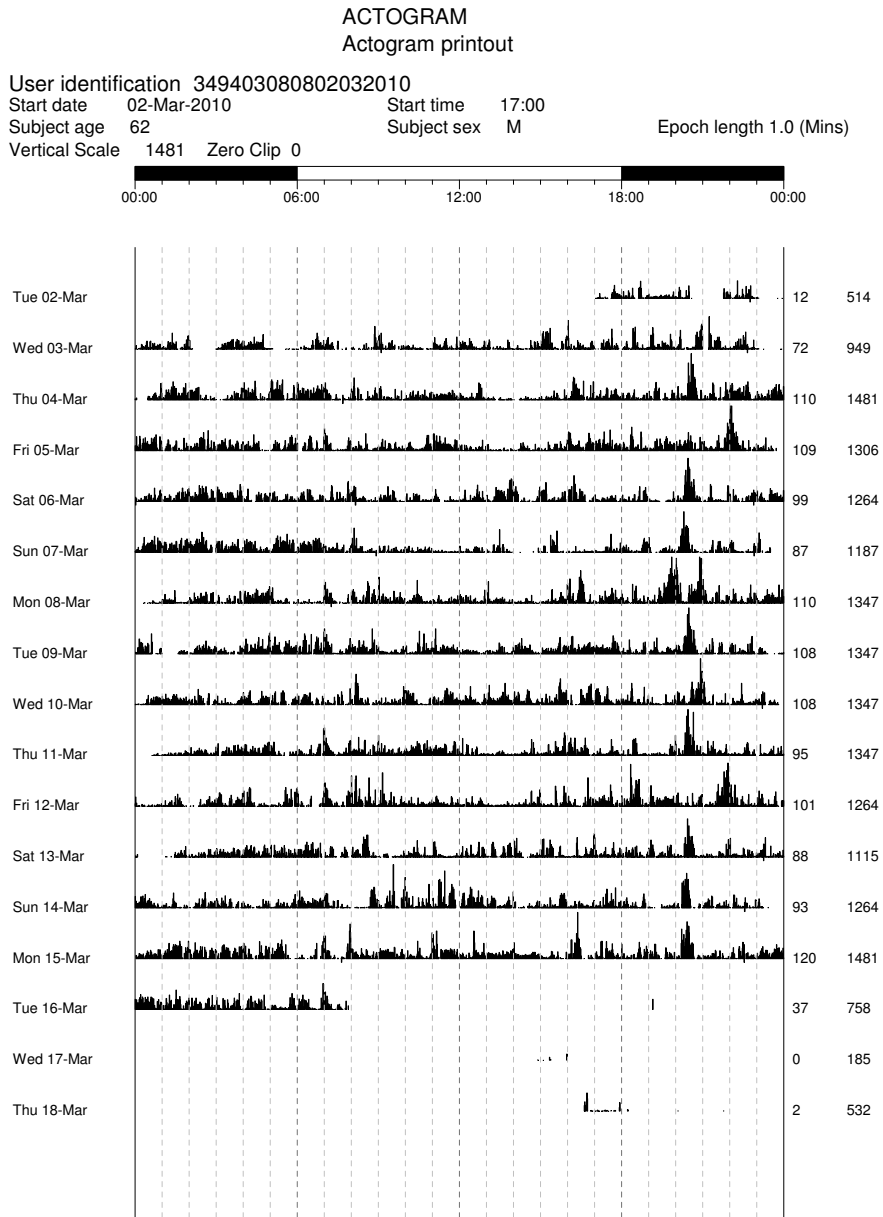 ACTOGRAM
Actogram printout
User identification 349403080802032010
Start date 02-Mar-2010 Start time 17:00
Subject age 62 Subject sex M Epoch length 1.0 (Mins)
Vertical Scale 1481 Zero Clip 0
00:00 06:00 12:00 18:00 00:00
Tue 02-Mar 12 514
Wed 03-Mar 72 949
Thu 04-Mar 110 1481
Fri 05-Mar 109 1306
Sat 06-Mar 99 1264
Sun 07-Mar 87 1187
Mon 08-Mar 110 1347
Tue 09-Mar 108 1347
Wed 10-Mar 108 1347
Thu 11-Mar 95 1347
Fri 12-Mar 101 1264
Sat 13-Mar 88 1115
Sun 14-Mar 93 1264
Mon 15-Mar 120 1481
Tue 16-Mar 37 758
Wed 17-Mar 0 185
Thu 18-Mar 2 532